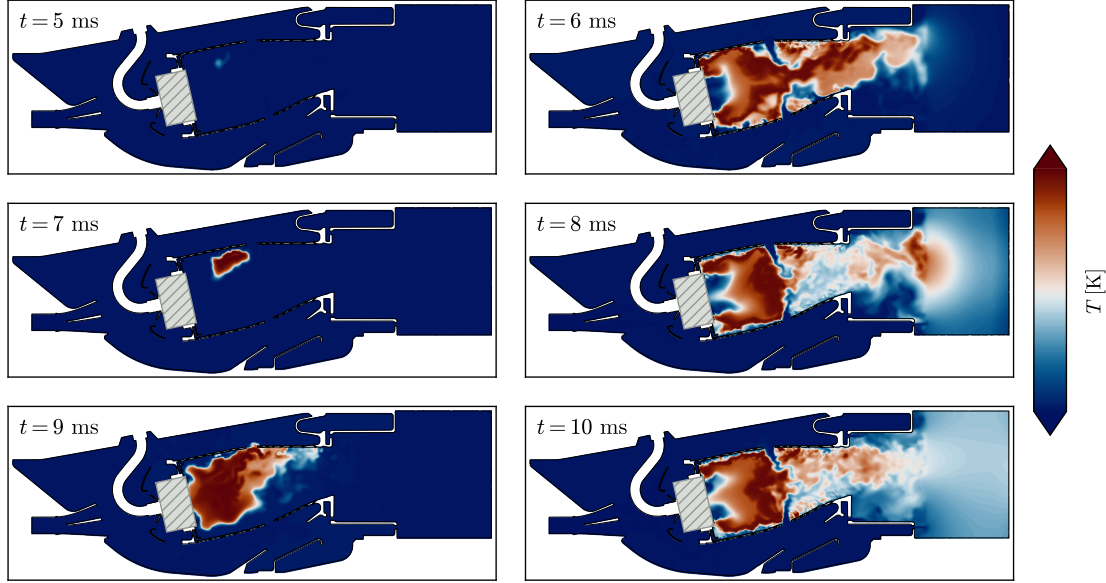 t = 5 ms
t = 6 ms
t = 7 ms
t = 8 ms
t = 9 ms
t = 10 ms
T [K]